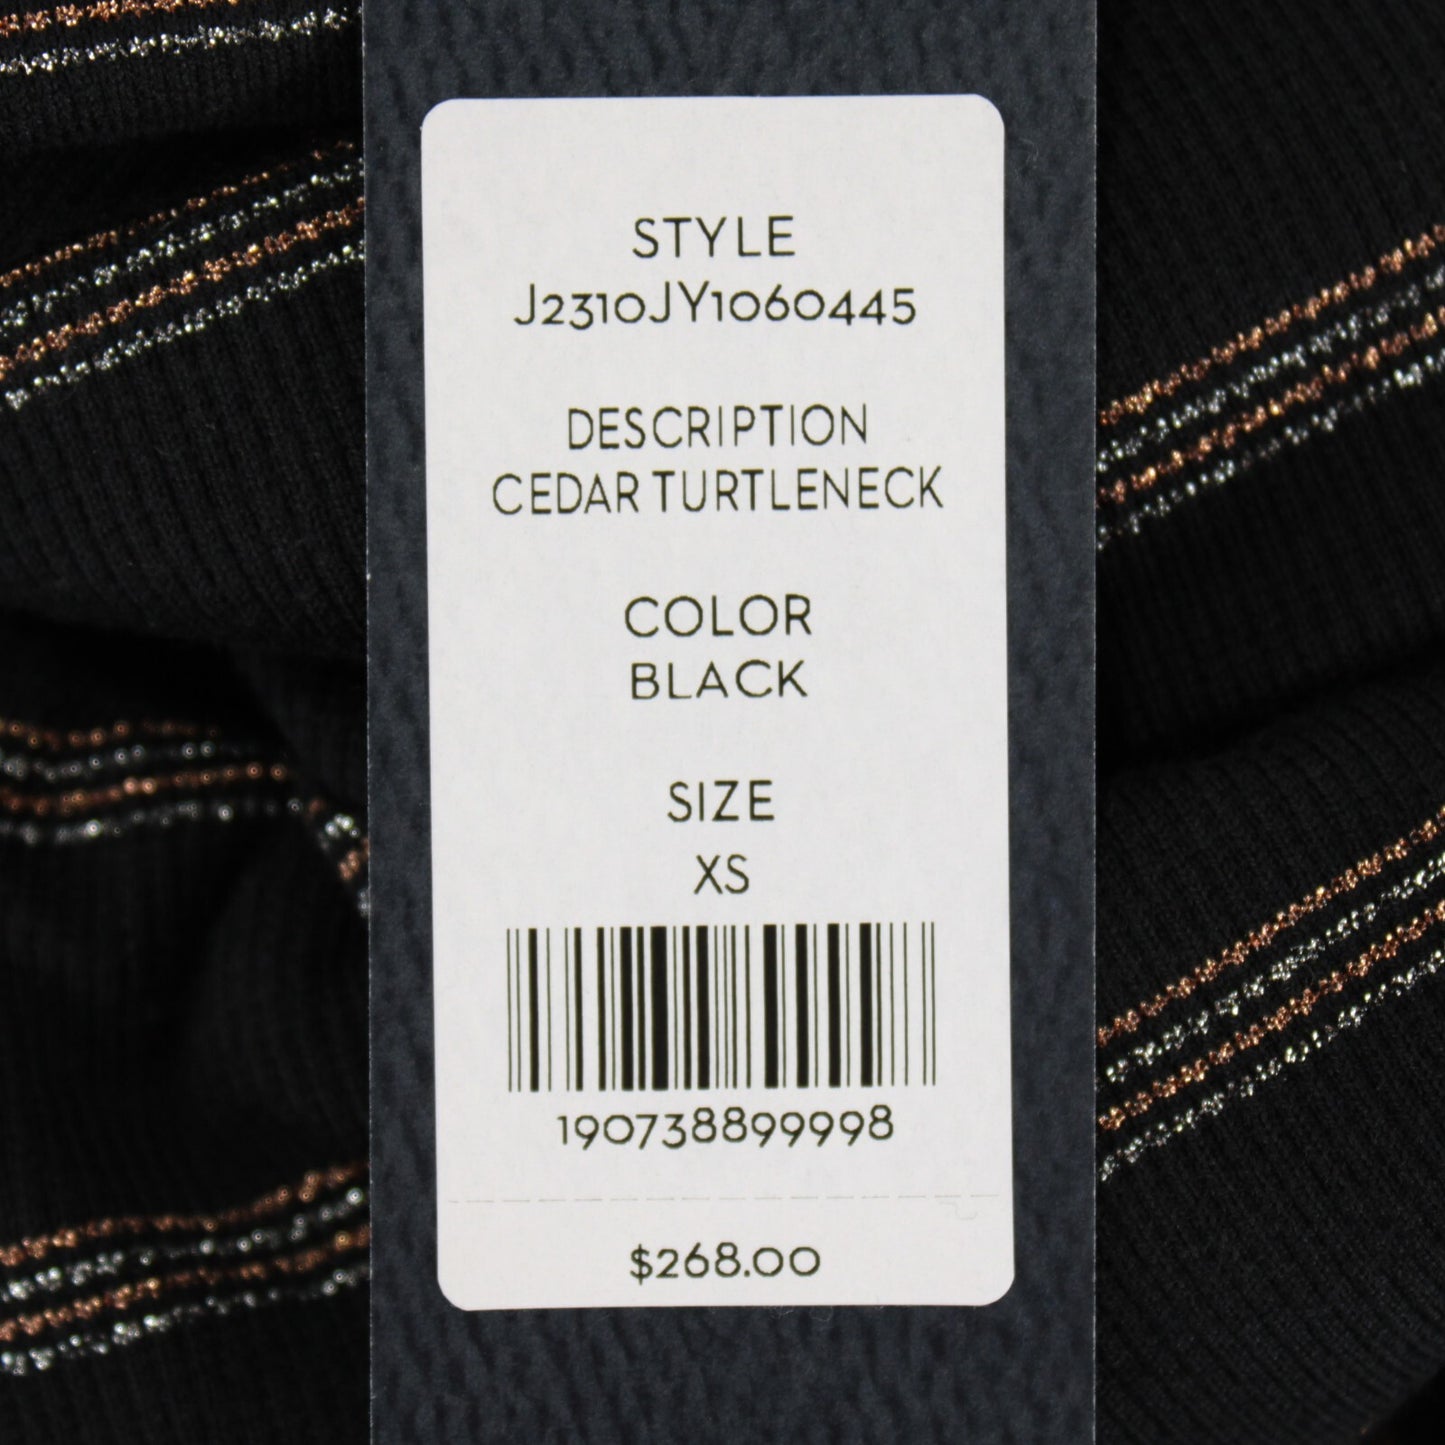 STYLE
J2310JY1060445
DESCRIPTION
CEDAR TURTLENECK
COLOR
BLACK
SIZE
XS
190738899998
$268.00